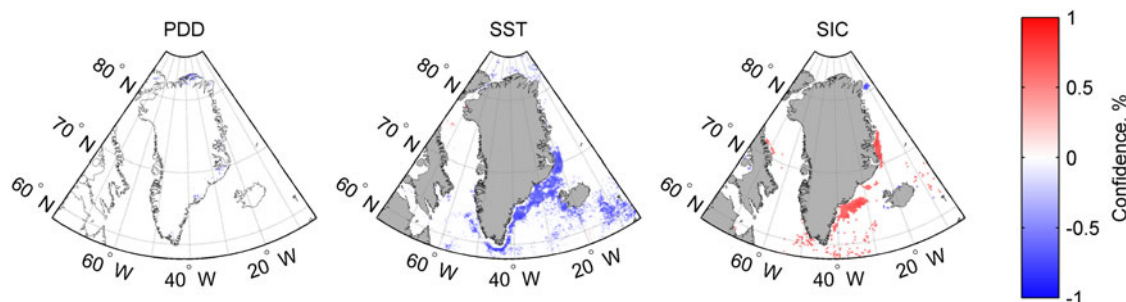 PDD
80° N
70° N
60° N
60 °W
40 °W
20 °W
SST
80° N
70° N
60° N
60 °W
40 °W
20 °W
SIC
80° N
70° N
60° N
60 °W
40 °W
20 °W
1
0.5
0
-0.5
-1
Confidence, %